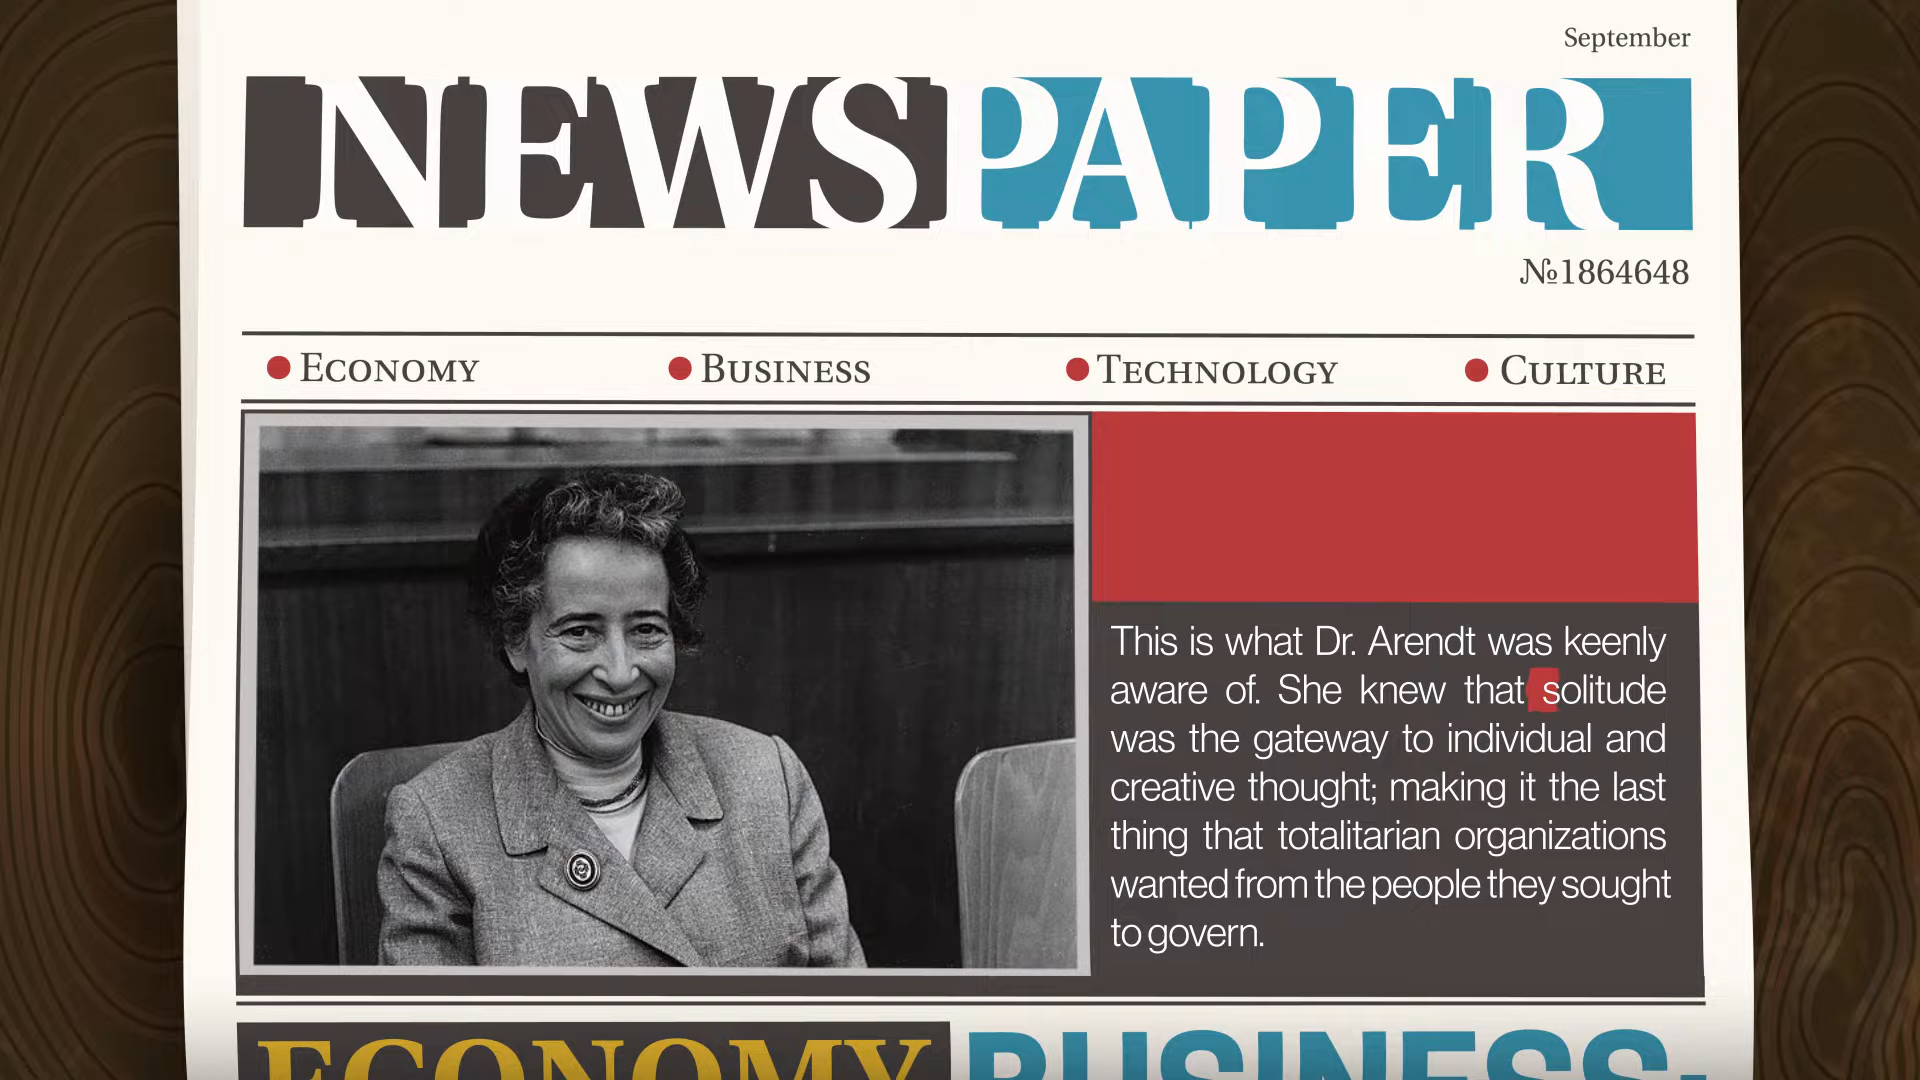 September
NEWSPAPER
№1864648
ECONOMY
BUSINESS
TECHNOLOGY
CULTURE
This is what Dr. Arendt was keenly
aware of. She knew that solitude
was the gateway to individual and
creative thought; making it the last
thing that totalitarian organizations
wanted from the people they sought
to govern.
ECONOMY
BUSINESS: